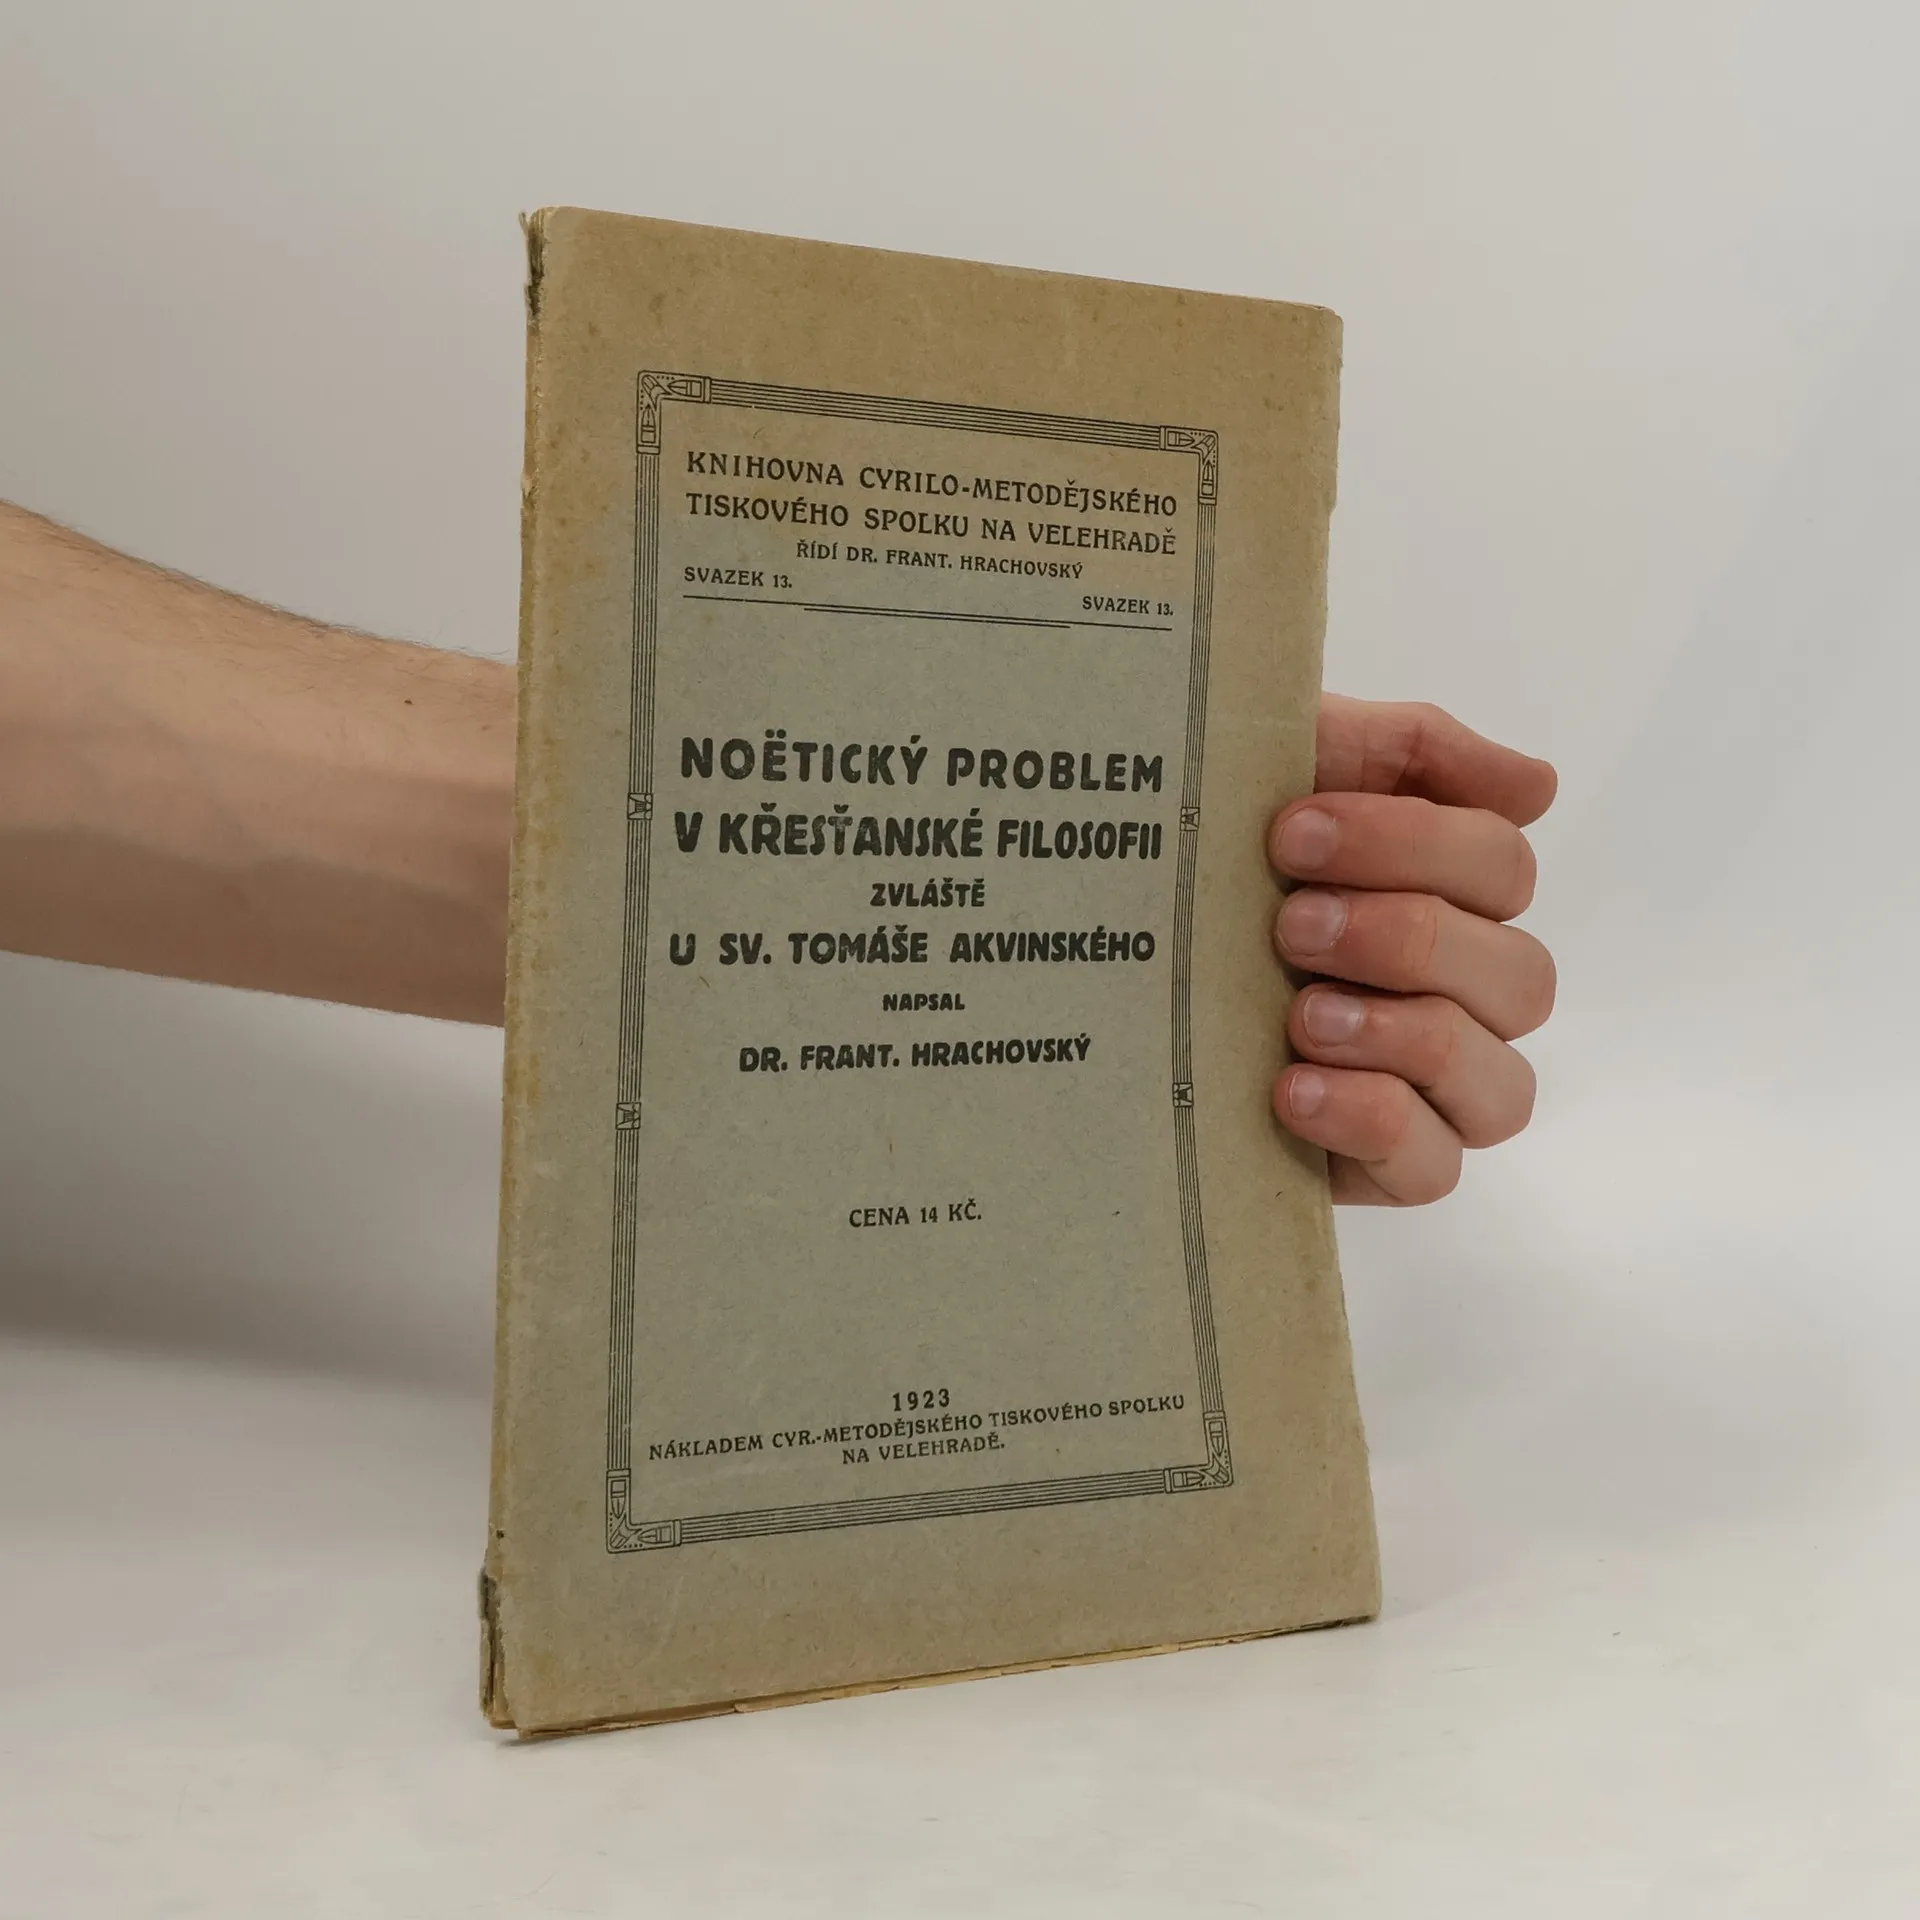 KNIHOVNA CYRILO-METODĚJSKÉHO
TISKOVÉHO SPOLKU NA VELEHRADĚ
ŘÍDÍ DR. FRANT. HRACHOVSKÝ
SVAZEK 13. SVAZEK 13.
NOËTICKÝ PROBLEM
V KŘESŤANSKÉ FILOSOFII
ZVLÁŠTĚ
U SV. TOMÁŠE AKVINSKÉHO
NAPSAL
DR. FRANT. HRACHOVSKÝ
CENA 14 KČ.
1923
NÁKLADEM CYR.-METODĚJSKÉHO TISKOVÉHO SPOLKU
NA VELEHRADĚ.